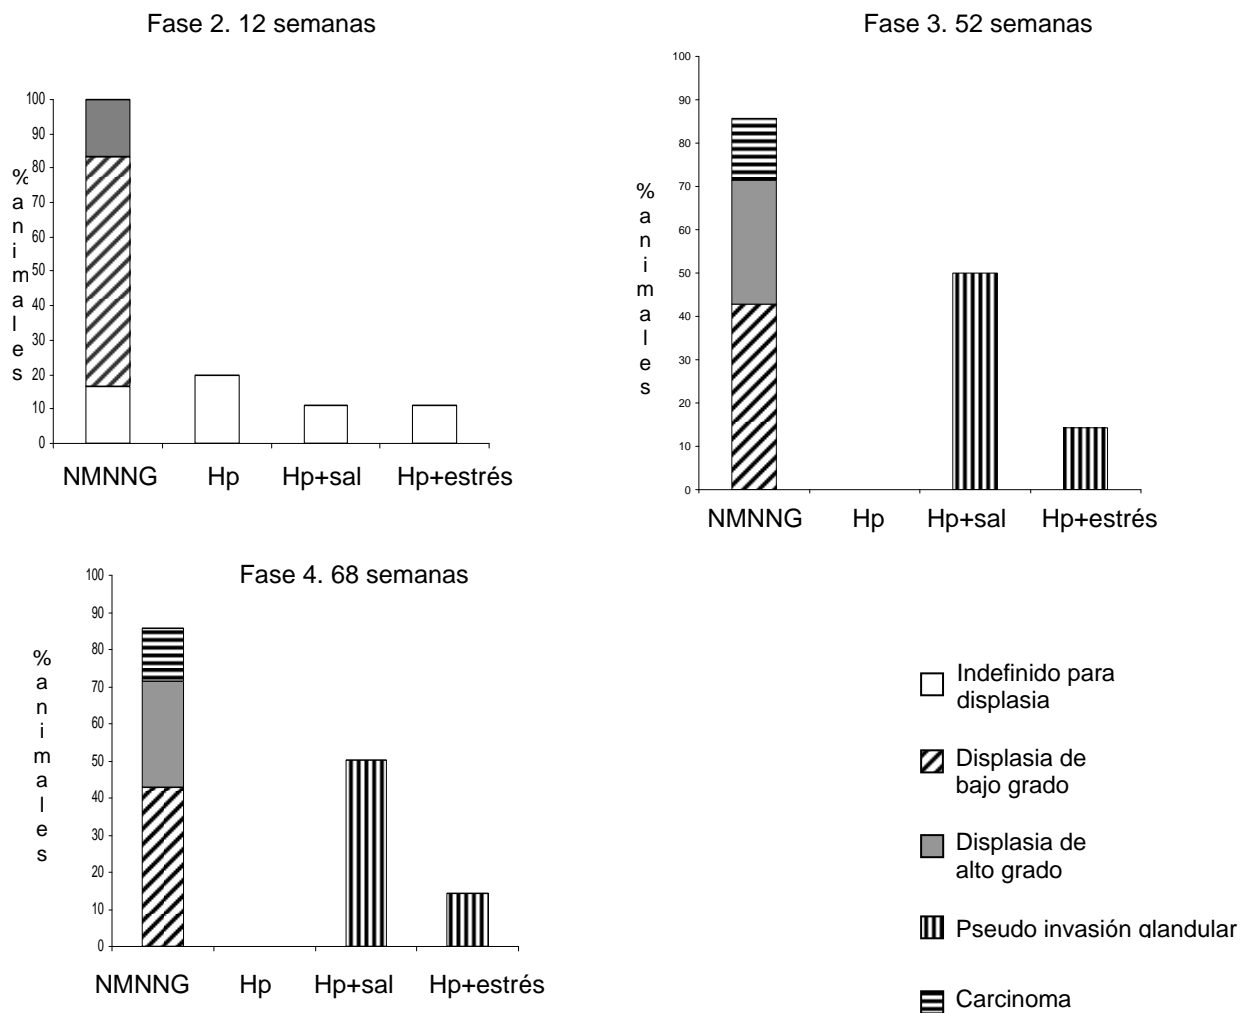 Fase 2. 12 semanas
% animales
100
90
80
70
60
50
40
30
20
10
0
NMNNG Hp Hp+sal Hp+estrés
Fase 3. 52 semanas
% animales
100
90
80
70
60
50
40
30
20
10
0
NMNNG Hp Hp+sal Hp+estrés
Fase 4. 68 semanas
% animales
100
90
80
70
60
50
40
30
20
10
0
NMNNG Hp Hp+sal Hp+estrés
Indefinido para
displasia
Displasia de
bajo grado
Displasia de
alto grado
Pseudo invasión glandular
Carcinoma